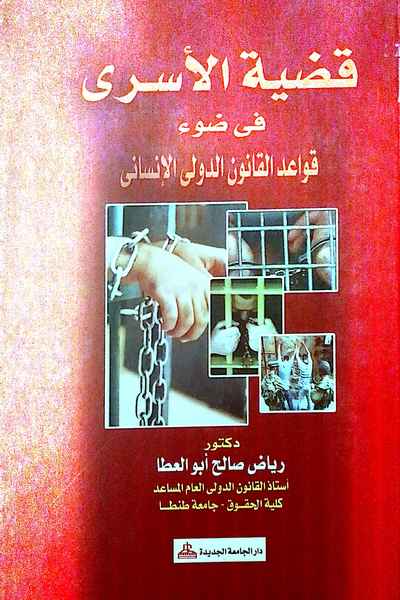 قضية الأسرى
فى ضوء
قواعد القانون الدولى الإنسانى
دكتور
رياض صالح أبو العطا
أستاذ القانون الدولى العام المساعد
كلية الحقوق - جامعة طنطا
دار الجامعة الجديدة